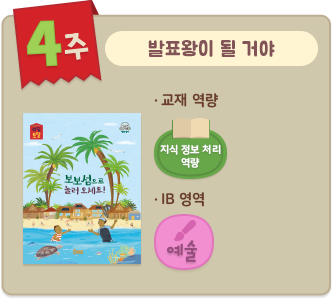 4주
발표왕이 될 거야
· 교재 역량
지식 정보 처리
역량
보보섬으로
놀러 오세요!
· IB 영역
예술